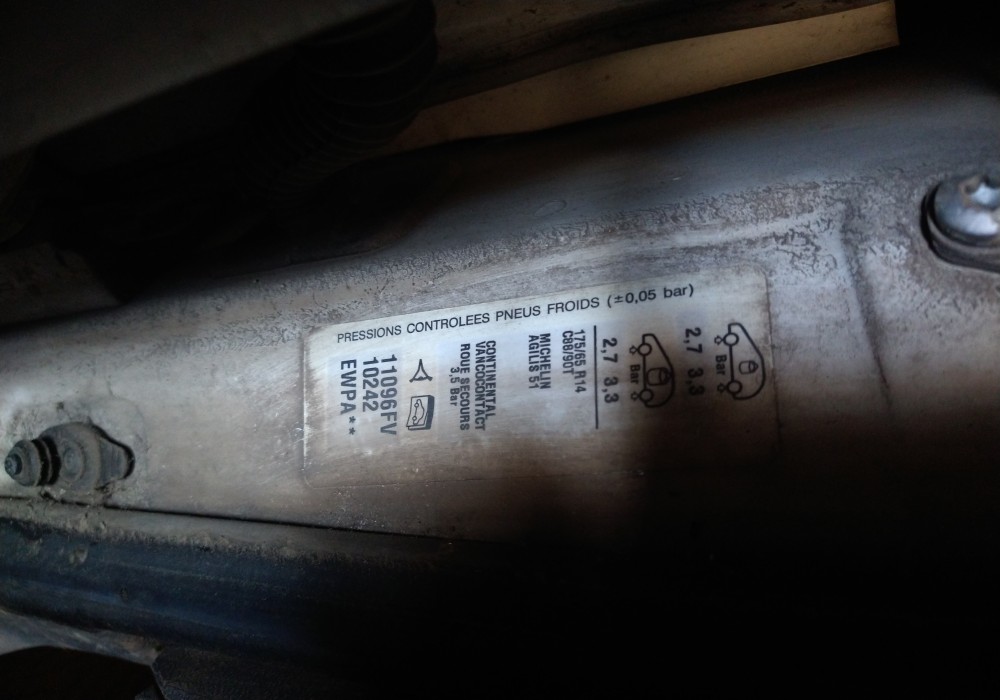 PRESSIONS CONTROLEES PNEUS FROIDS (±0,05 bar)
2,7 Bar 3,3
2,7 Bar 3,3
175/65 R14
C88/90T
MICHELIN
AGILIS 51
CONTINENTAL
VANCOCONTACT
ROUE SECOURS
3,5 Bar
11096FV
10242
EWPA**